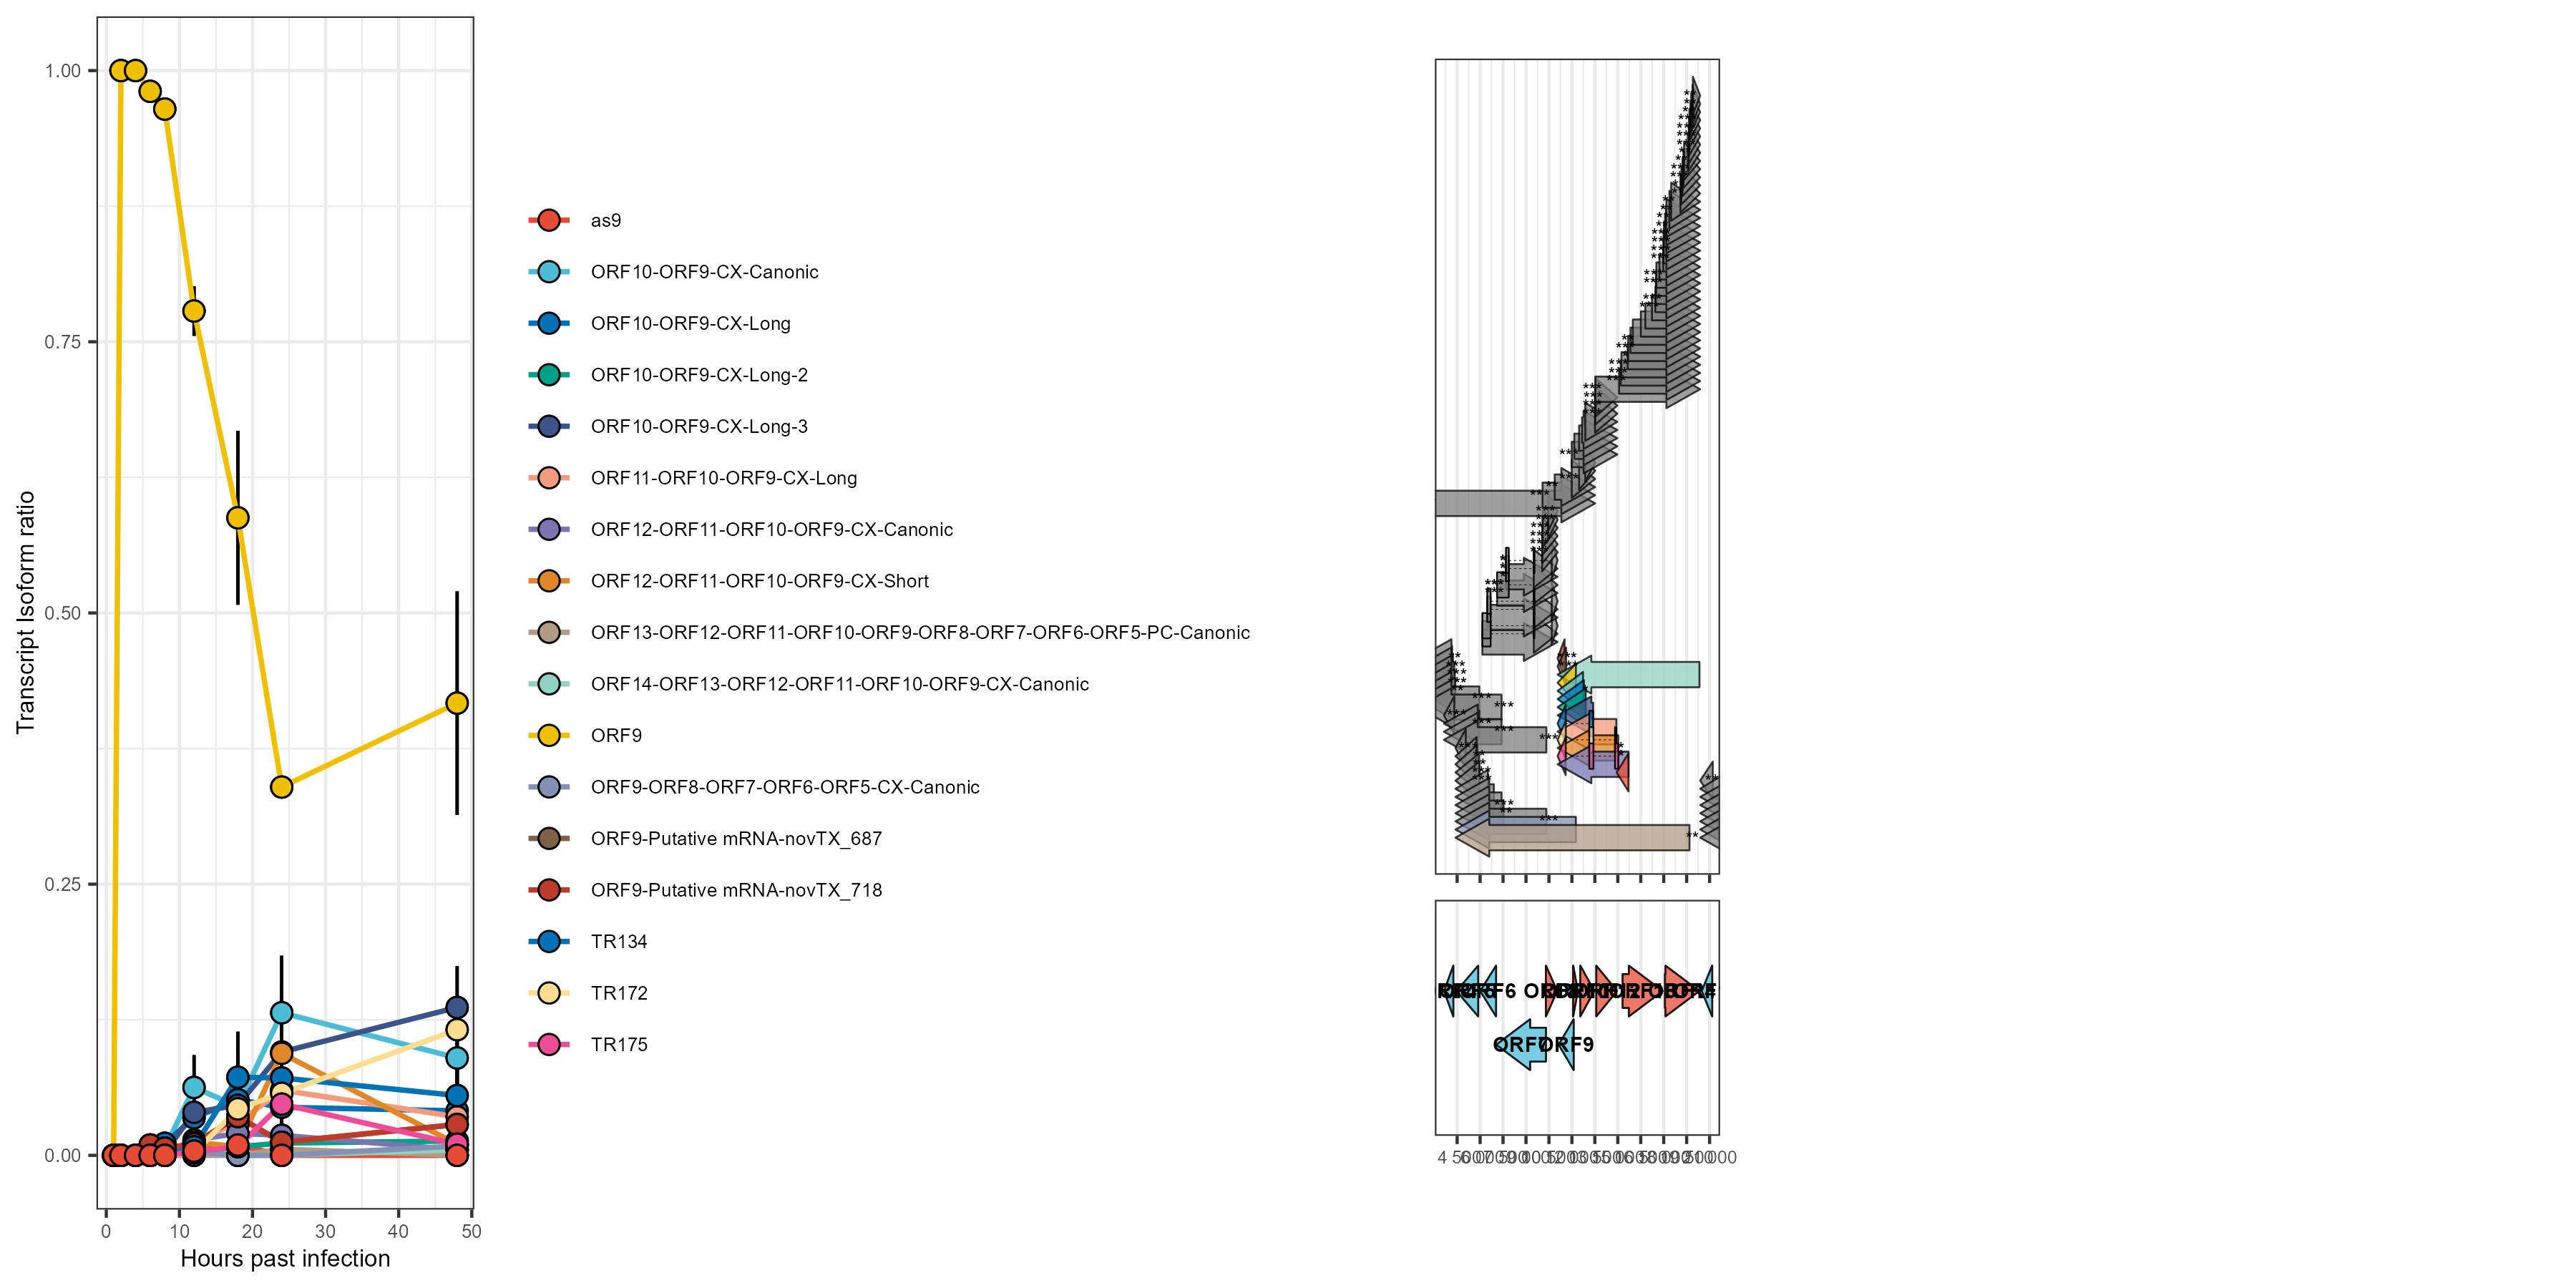 Transcript Isoform ratio
1.00
0.75
0.50
0.25
0.00
0
10
20
30
40
50
Hours past infection
as9
ORF10-ORF9-CX-Canonic
ORF10-ORF9-CX-Long
ORF10-ORF9-CX-Long-2
ORF10-ORF9-CX-Long-3
ORF11-ORF10-ORF9-CX-Long
ORF12-ORF11-ORF10-ORF9-CX-Canonic
ORF12-ORF11-ORF10-ORF9-CX-Short
ORF13-ORF12-ORF11-ORF10-ORF9-ORF8-ORF7-ORF6-ORF5-PC-Canonic
ORF14-ORF13-ORF12-ORF11-ORF10-ORF9-CX-Canonic
ORF9
ORF9-ORF8-ORF7-ORF6-ORF5-CX-Canonic
ORF9-Putative mRNA-novTX_687
ORF9-Putative mRNA-novTX_718
TR134
TR172
TR175
ORF7
ORF9